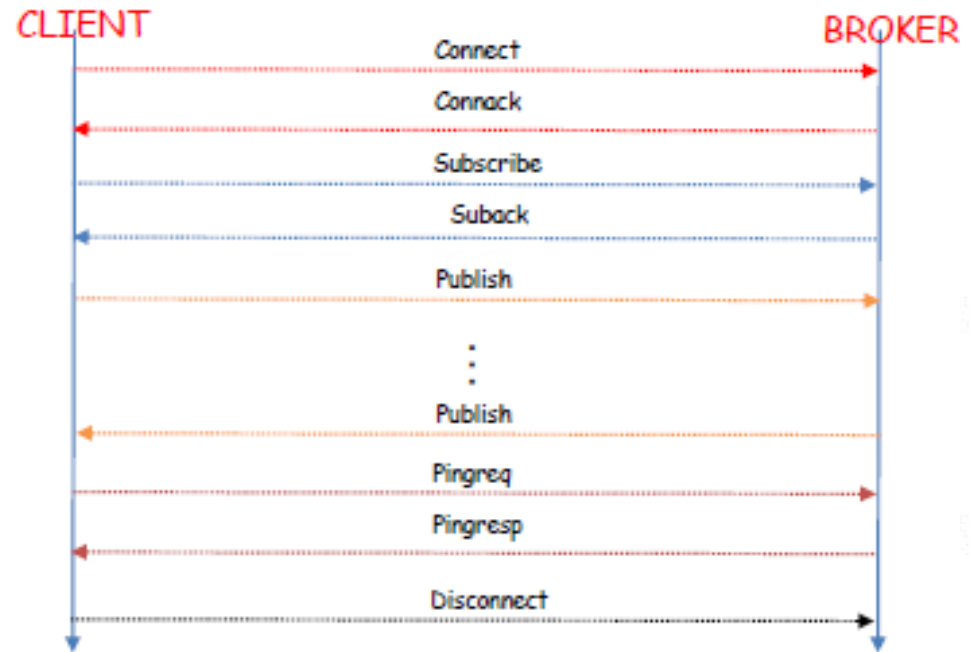 CLIENT
BROKER
Connect
Connack
Subscribe
Suback
Publish
Publish
Pingreq
Pingresp
Disconnect